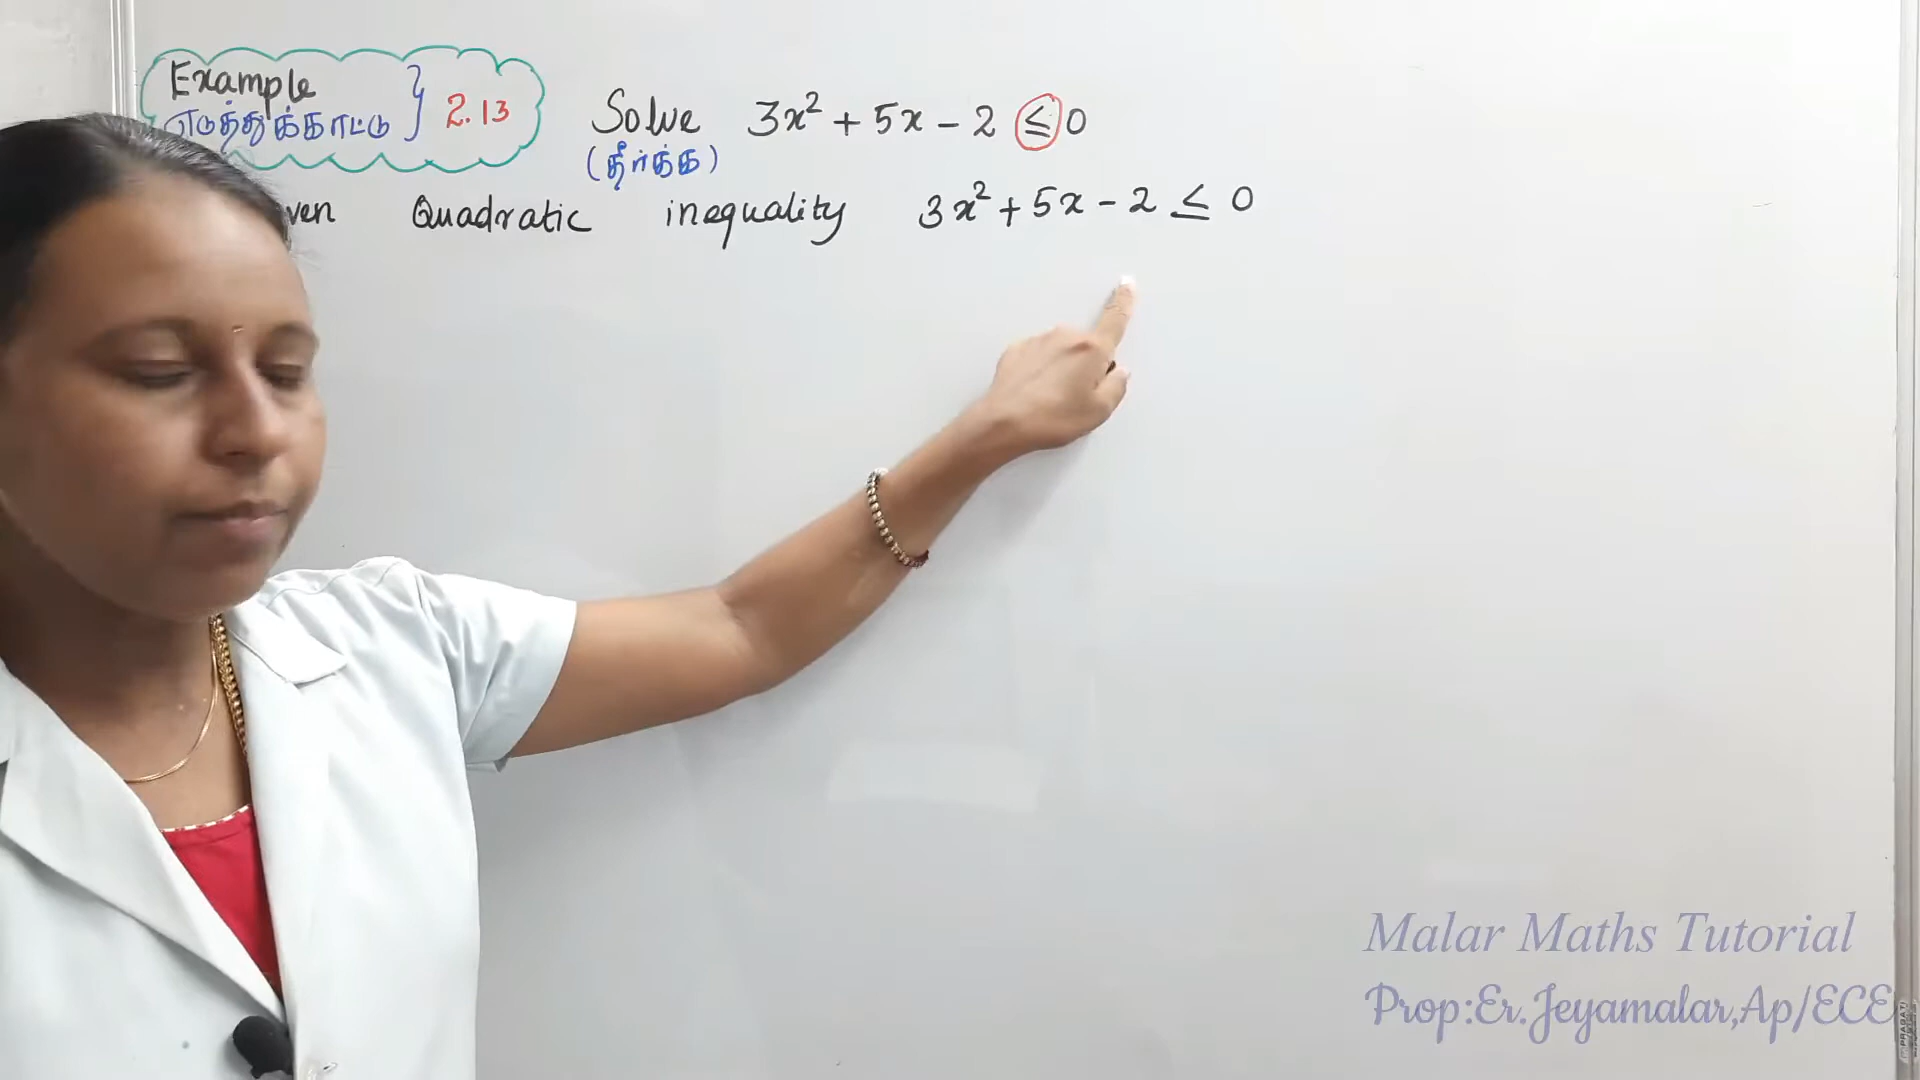 Example
எடுத்துக்காட்டு } 2.13
Solve 3x² + 5x - 2 ≤ 0
(தீர்க்க)
ven Quadratic inequality 3x² + 5x - 2 ≤ 0
Malar Maths Tutorial
Prop:Er.Jeyamalar,Ap/ECE